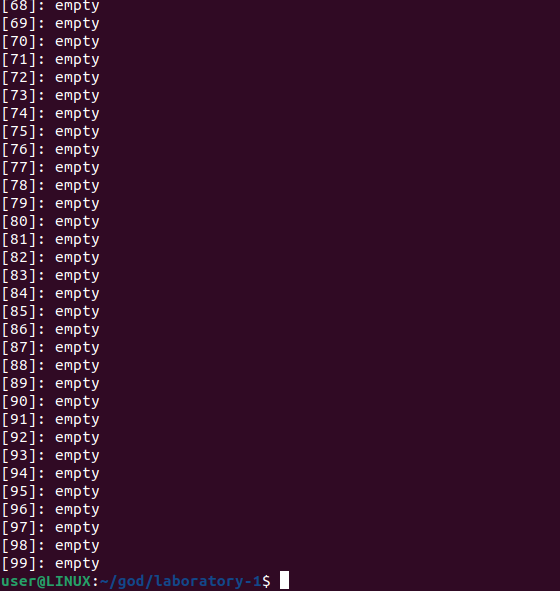 [68]: empty
[69]: empty
[70]: empty
[71]: empty
[72]: empty
[73]: empty
[74]: empty
[75]: empty
[76]: empty
[77]: empty
[78]: empty
[79]: empty
[80]: empty
[81]: empty
[82]: empty
[83]: empty
[84]: empty
[85]: empty
[86]: empty
[87]: empty
[88]: empty
[89]: empty
[90]: empty
[91]: empty
[92]: empty
[93]: empty
[94]: empty
[95]: empty
[96]: empty
[97]: empty
[98]: empty
[99]: empty
user@LINUX:~/god/laboratory-1$